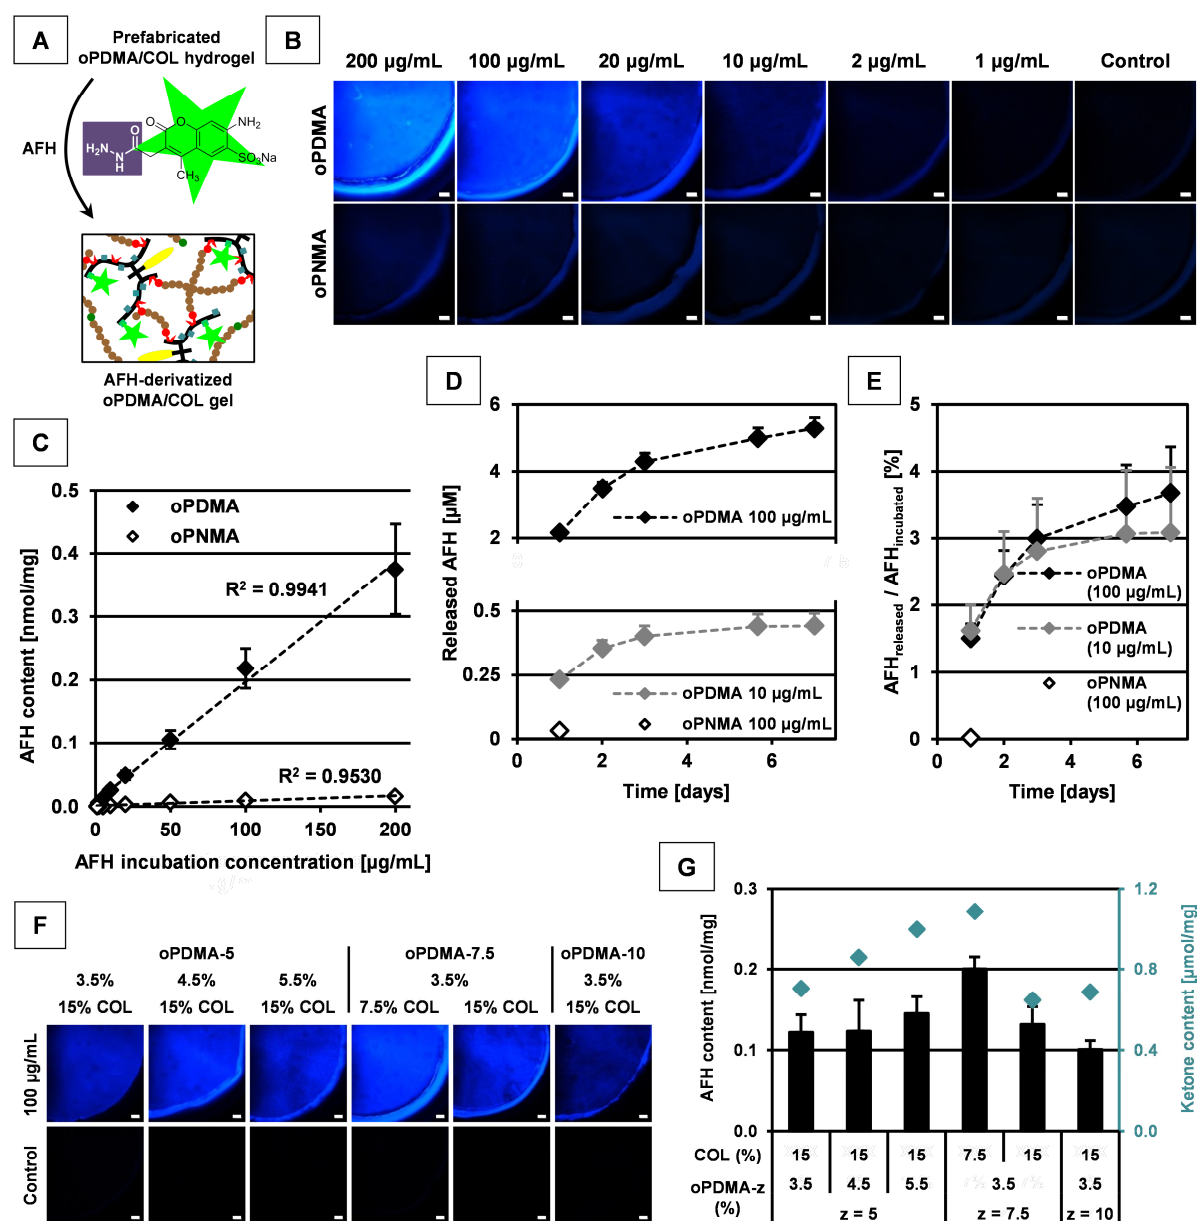 A
Prefabricated
oPDMA/COL hydrogel
AFH
H₂N
N
H
O
O
O
NH₂
SO₃Na
CH₃
AFH-derivatized
oPDMA/COL gel
B
200 µg/mL 100 µg/mL 20 µg/mL 10 µg/mL 2 µg/mL 1 µg/mL Control
oPDMA
oPNMA
C
AFH content [nmol/mg]
0.5
0.4
0.3
0.2
0.1
0.0
oPDMA
oPNMA
R² = 0.9941
R² = 0.9530
0 50 100 150 200
AFH incubation concentration [µg/mL]
D
Released AFH [µM]
6
4
2
oPDMA 100 µg/mL
0.5
0.25
0
oPDMA 10 µg/mL
oPNMA 100 µg/mL
0 2 4 6
Time [days]
E
AFHreleased / AFHincubated [%]
5
4
3
2
1
0
oPDMA
(100 µg/mL)
oPDMA
(10 µg/mL)
oPNMA
(100 µg/mL)
0 2 4 6
Time [days]
F
oPDMA-5 oPDMA-7.5 oPDMA-10
3.5% 4.5% 5.5% 3.5% 3.5%
15% COL 15% COL 15% COL 7.5% COL 15% COL 15% COL
100 µg/mL
Control
G
AFH content [nmol/mg]
0.3
0.2
0.1
0.0
1.2
0.8
0.4
0.0
Ketone content [µmol/mg]
COL (%) 15 15 15 7.5 15 15
oPDMA-z 3.5 4.5 5.5 3.5 3.5
(%) z = 5 z = 7.5 z = 10